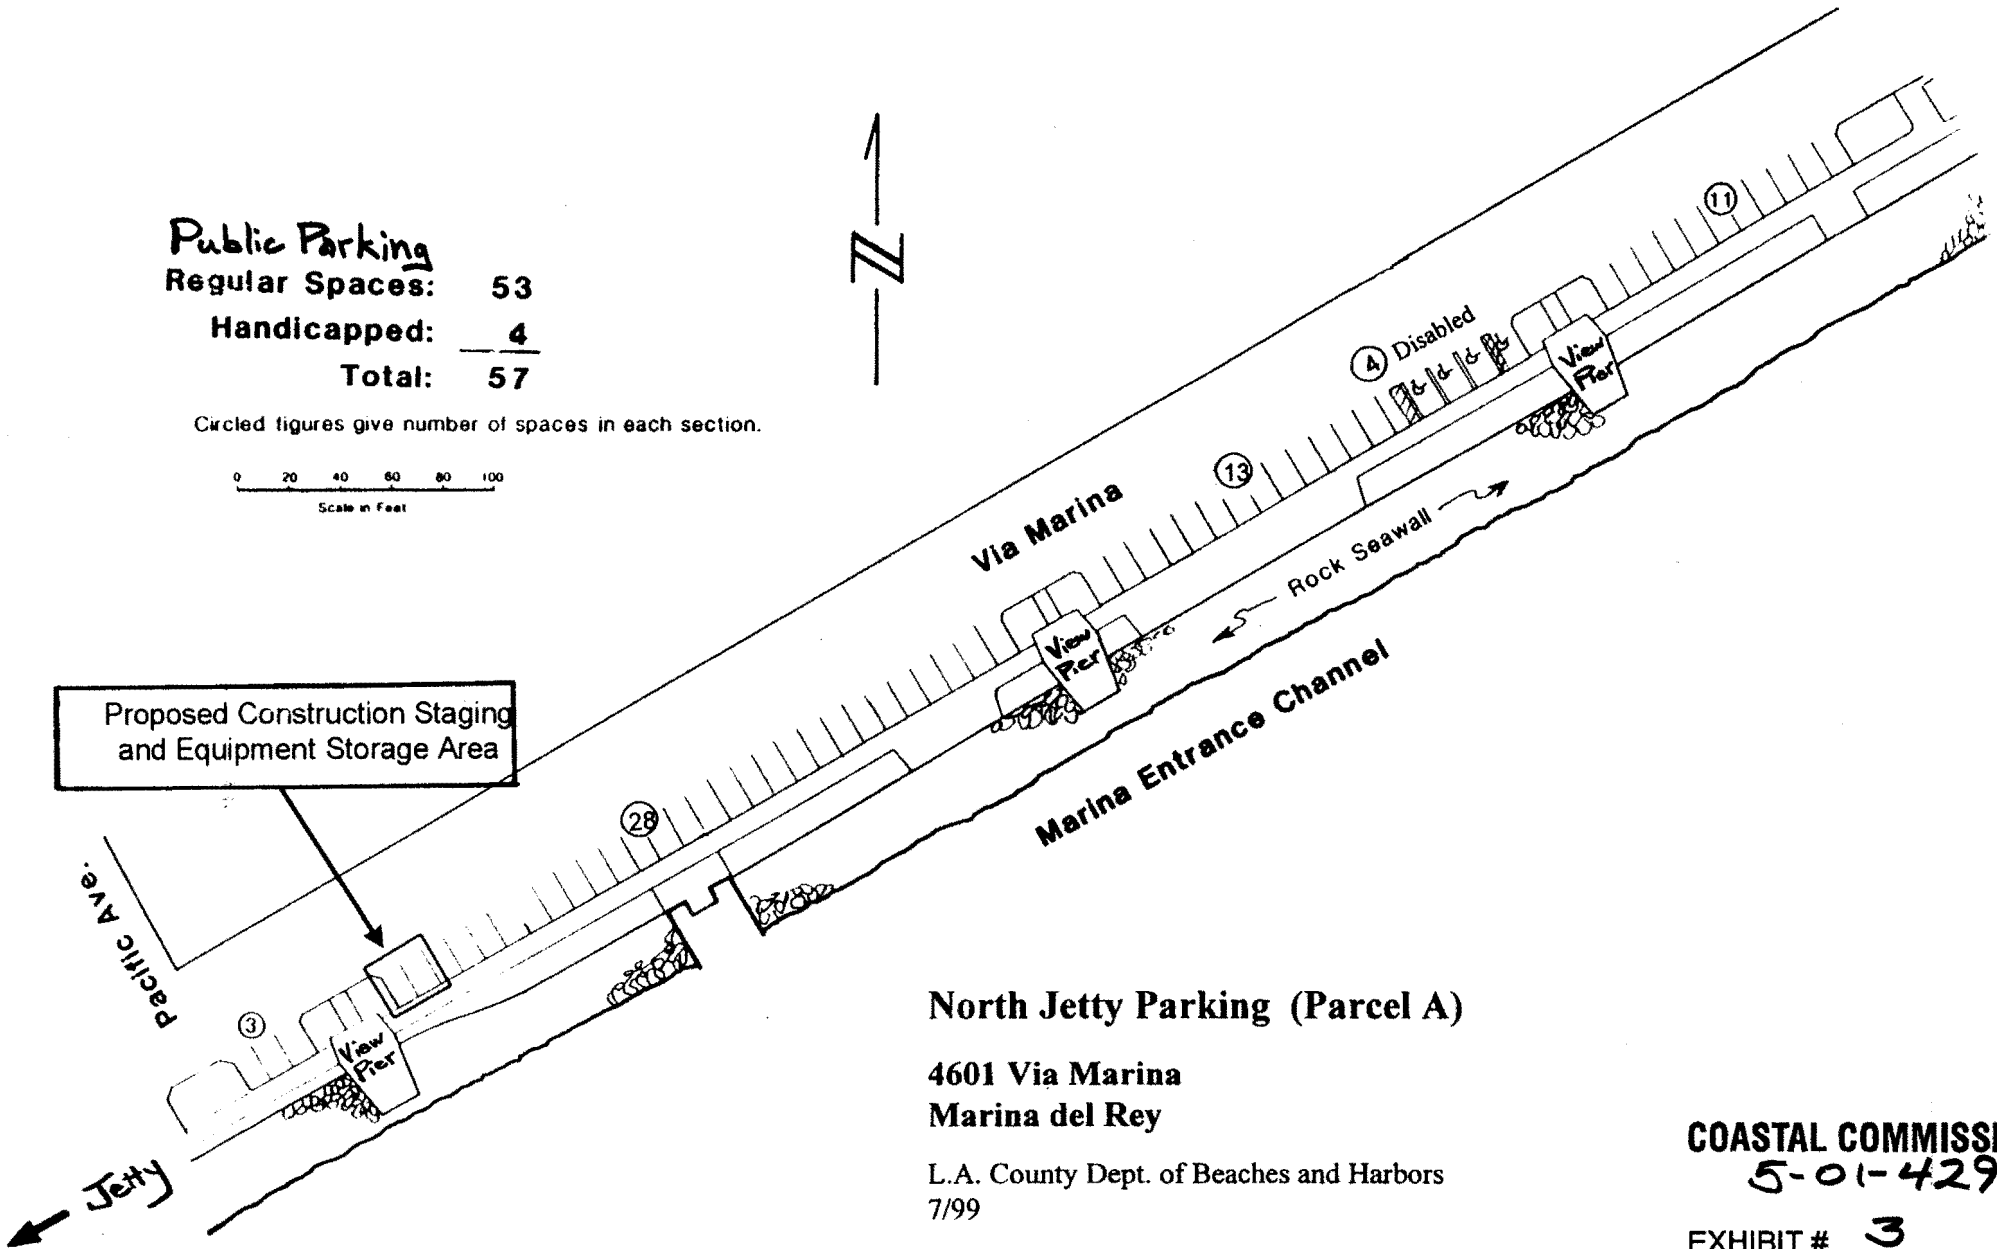 Public Parking
Regular Spaces: 53
Handicapped: 4
Total: 57
Circled figures give number of spaces in each section.
0 20 40 60 80 100
Scale in Feet
N
11
4 Disabled
View
Pier
13
Via Marina
Rock Seawall
View
Pier
Marina Entrance Channel
Proposed Construction Staging
and Equipment Storage Area
28
Pacific Ave.
3
View
Pier
Jetty
North Jetty Parking (Parcel A)
4601 Via Marina
Marina del Rey
L.A. County Dept. of Beaches and Harbors
7/99
COASTAL COMMISSI
5-01-429
EXHIBIT # 3